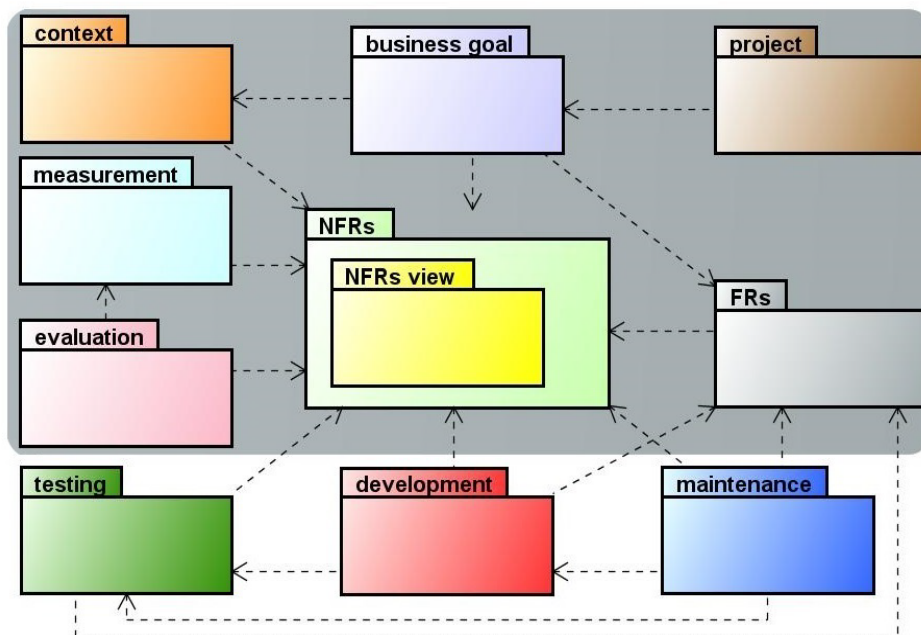 context
business goal
project
measurement
NFRs
NFRs view
FRs
evaluation
testing
development
maintenance